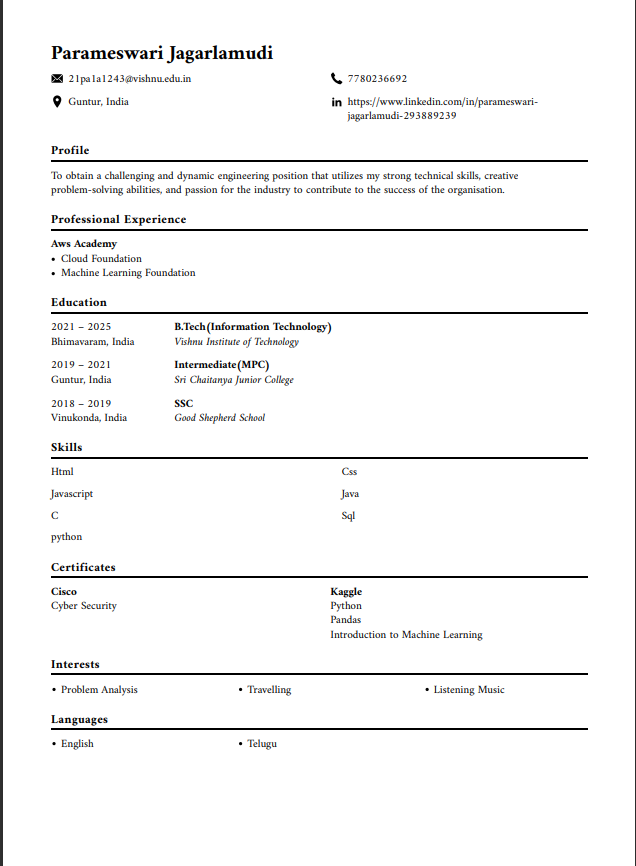 Parameswari Jagarlamudi
21pa1a1243@vishnu.edu.in
7780236692
Guntur, India
https://www.linkedin.com/in/parameswari-
jagarlamudi-293889239
Profile
To obtain a challenging and dynamic engineering position that utilizes my strong technical skills, creative
problem-solving abilities, and passion for the industry to contribute to the success of the organisation.
Professional Experience
Aws Academy
• Cloud Foundation
• Machine Learning Foundation
Education
2021 – 2025 B.Tech(Information Technology)
Bhimavaram, India Vishnu Institute of Technology
2019 – 2021 Intermediate(MPC)
Guntur, India Sri Chaitanya Junior College
2018 – 2019 SSC
Vinukonda, India Good Shepherd School
Skills
Html Css
Javascript Java
C Sql
python
Certificates
Cisco
Cyber Security
Kaggle
Python
Pandas
Introduction to Machine Learning
Interests
• Problem Analysis • Travelling • Listening Music
Languages
• English • Telugu